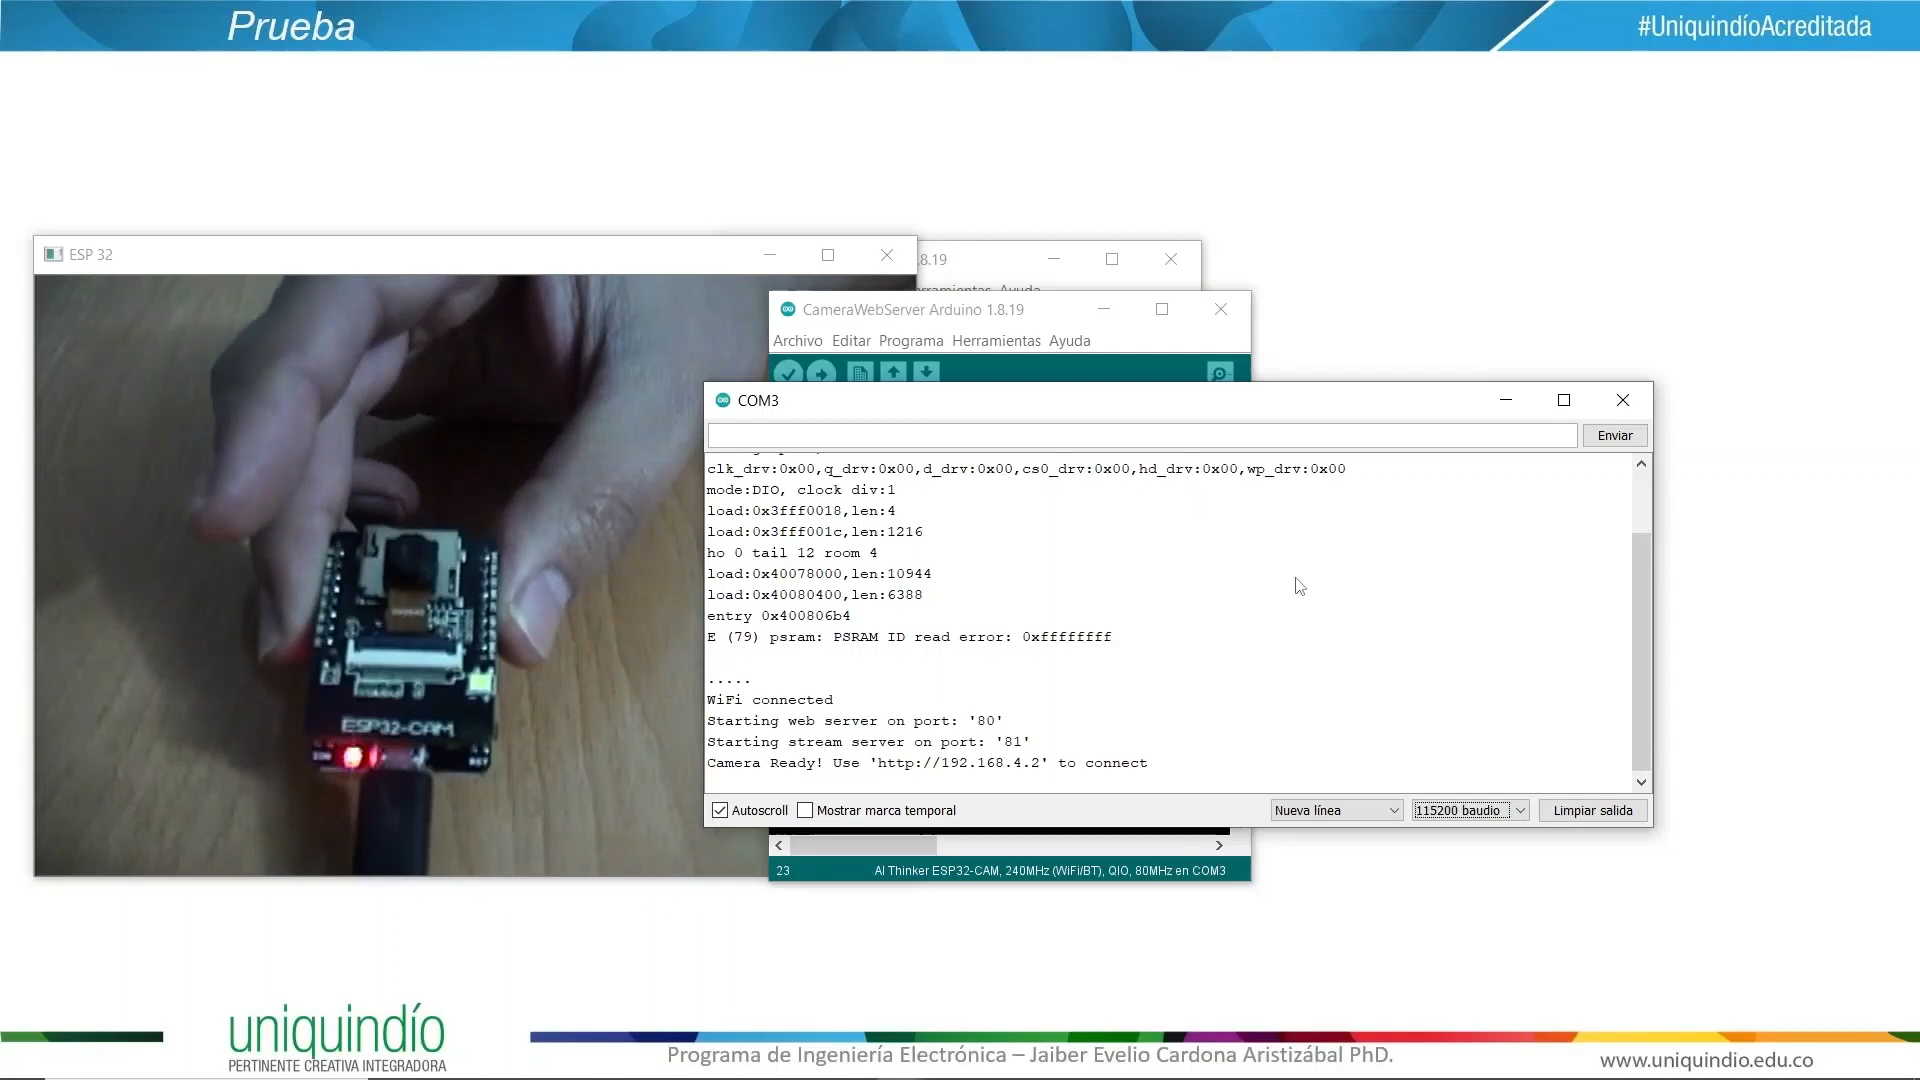 Prueba
#UniquindíoAcreditada
ESP 32
.8.19
Ayuda
CameraWebServer Arduino 1.8.19
Archivo Editar Programa Herramientas Ayuda
COM3
Enviar
clk_drv:0x00,q_drv:0x00,d_drv:0x00,cs0_drv:0x00,hd_drv:0x00,wp_drv:0x00
mode:DIO, clock div:1
load:0x3fff0018,len:4
load:0x3fff001c,len:1216
ho 0 tail 12 room 4
load:0x40078000,len:10944
load:0x40080400,len:6388
entry 0x400806b4
E (79) psram: PSRAM ID read error: 0xffffffff
.....
WiFi connected
Starting web server on port: '80'
Starting stream server on port: '81'
Camera Ready! Use 'http://192.168.4.2' to connect
ESP32-CAM
Autoscroll Mostrar marca temporal Nueva línea 115200 baudio Limpiar salida
23 AI Thinker ESP32-CAM, 240MHz (WiFi/BT), QIO, 80MHz en COM3
uniquindío
PERTINENTE CREATIVA INTEGRADORA
Programa de Ingeniería Electrónica – Jaiber Evelio Cardona Aristizábal PhD.
www.uniquindio.edu.co